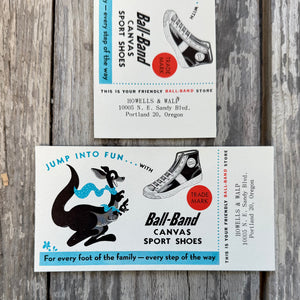 — every step of the way
Ball-Band
CANVAS
SPORT SHOES
TRADE
MARK
THIS IS YOUR FRIENDLY BALL-BAND STORE
HOWELLS & WALP
10005 N. E. Sandy Blvd.
Portland 20, Oregon
JUMP INTO FUN... WITH
TRADE
MARK
Ball-Band
CANVAS
SPORT SHOES
For every foot of the family—every step of the way
THIS IS YOUR FRIENDLY BALL-BAND STORE
HOWELLS & WALP
10005 N. E. Sandy Blvd.
Portland 20, Oregon